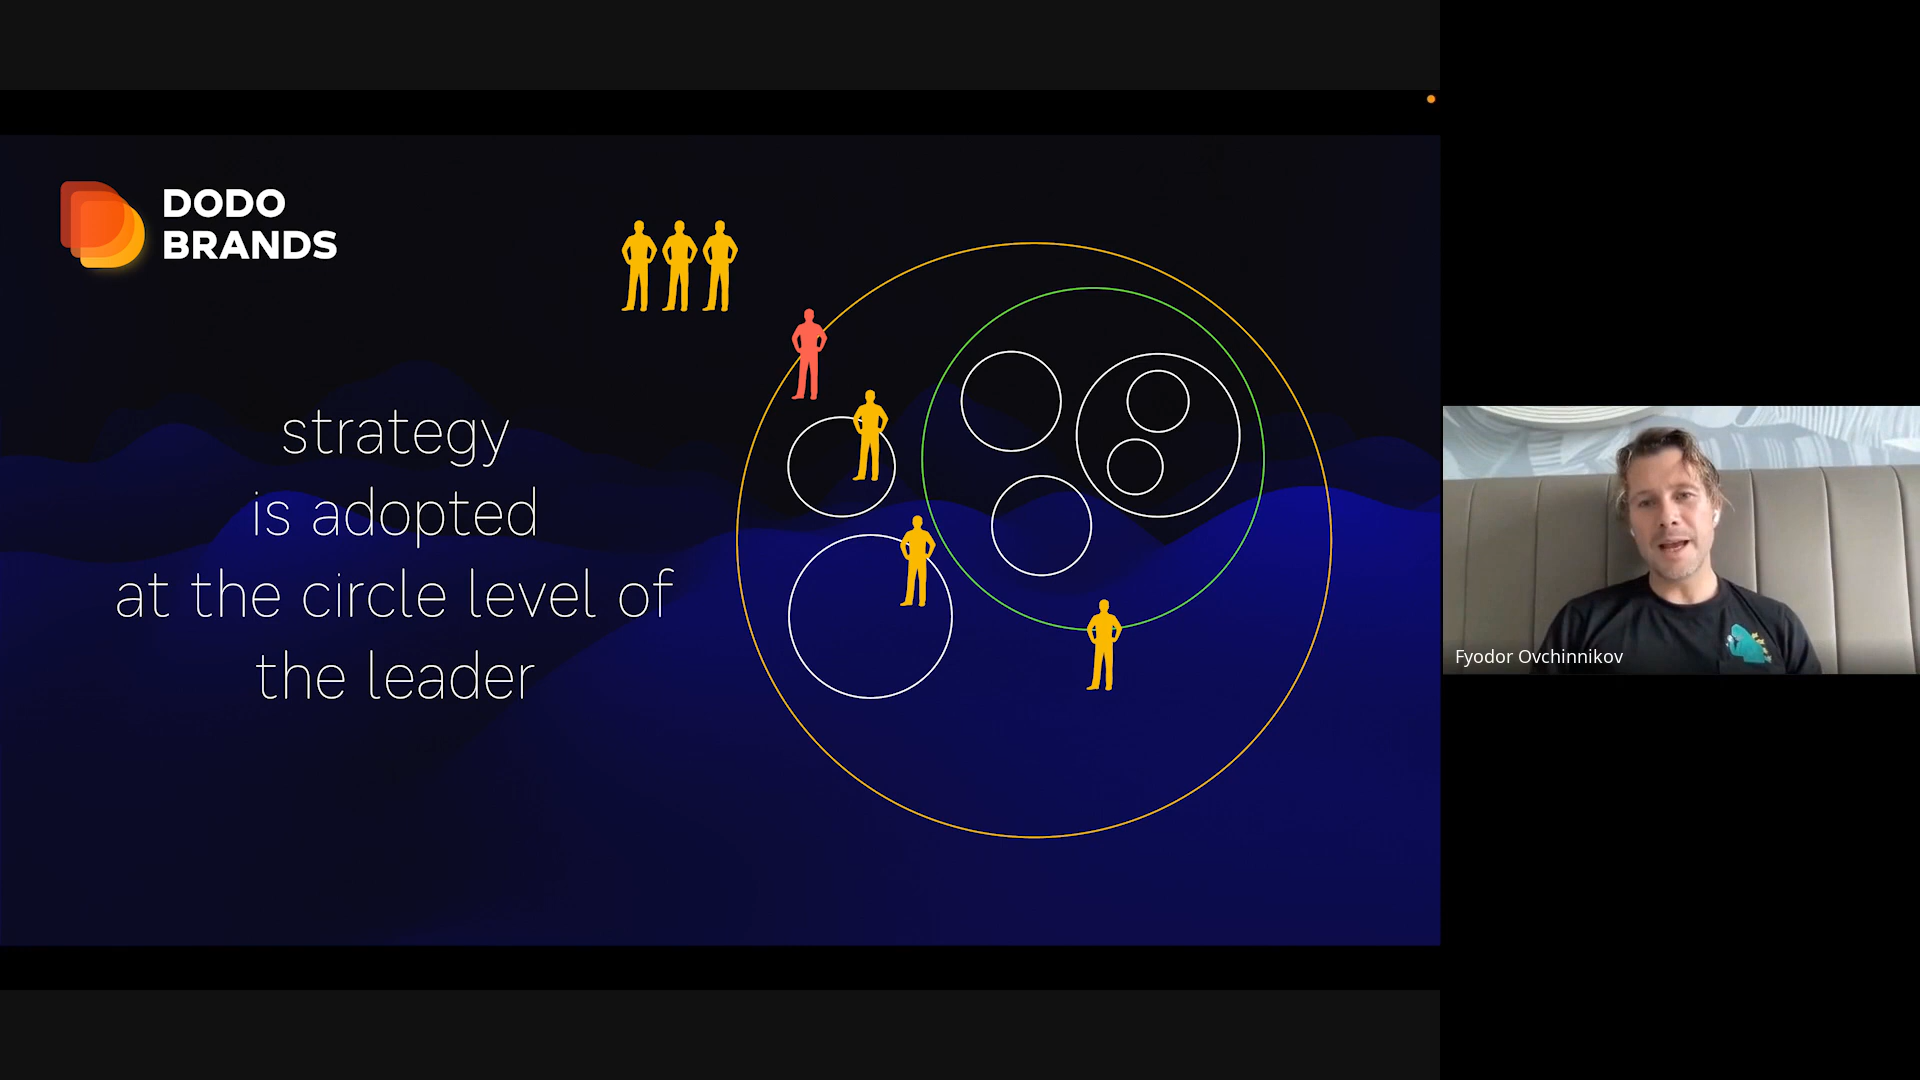 DODO
BRANDS
strategy
is adopted
at the circle level of
the leader
Fyodor Ovchinnikov